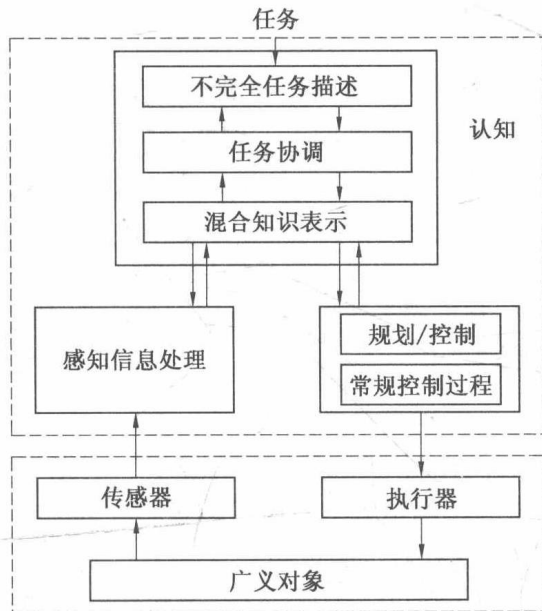 任务
不完全任务描述
认知
任务协调
混合知识表示
感知信息处理
规划/控制
常规控制过程
传感器
执行器
广义对象